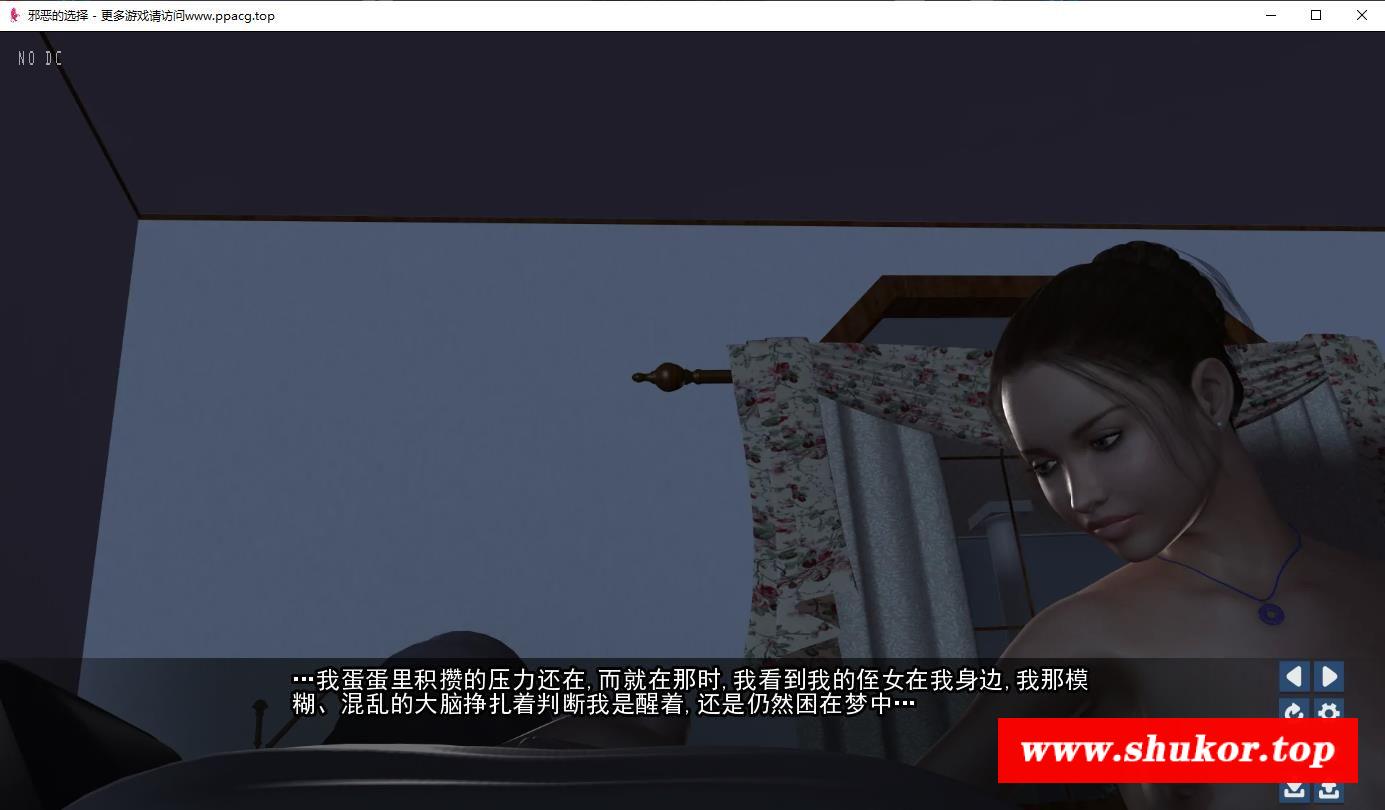 邪恶的选择 - 更多游戏请访问www.ppacg.top
NO DC
…我蛋蛋里积攒的压力还在,而就在那时,我看到我的侄女在我身边,我那模
糊、混乱的大脑挣扎着判断我是醒着,还是仍然困在梦中…
www.shukor.top